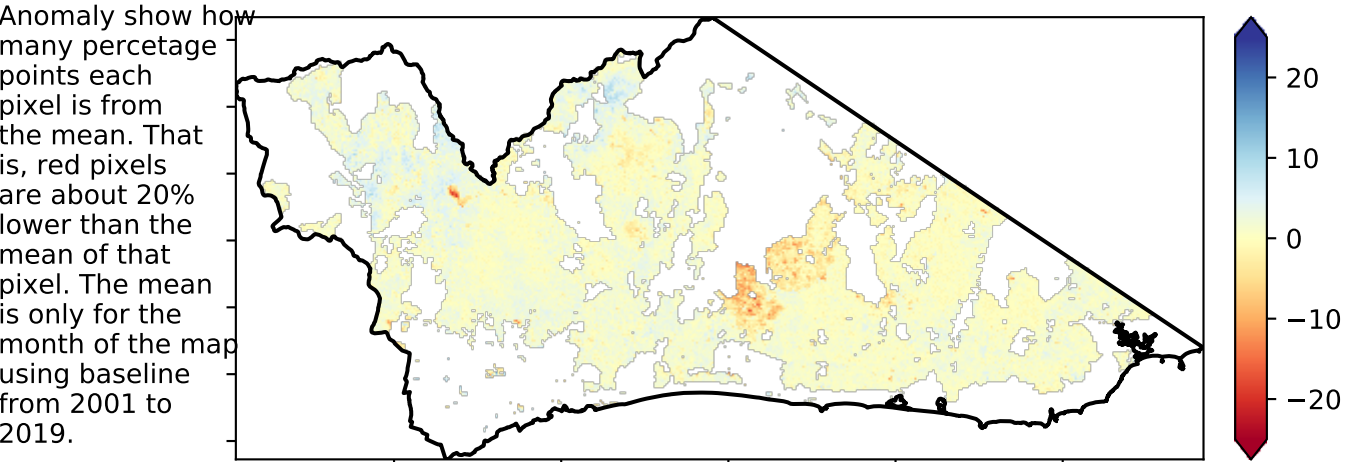 Anomaly show how
many percetage
points each
pixel is from
the mean. That
is, red pixels
are about 20%
lower than the
mean of that
pixel. The mean
is only for the
month of the map
using baseline
from 2001 to
2019.
20
10
0
−10
−20